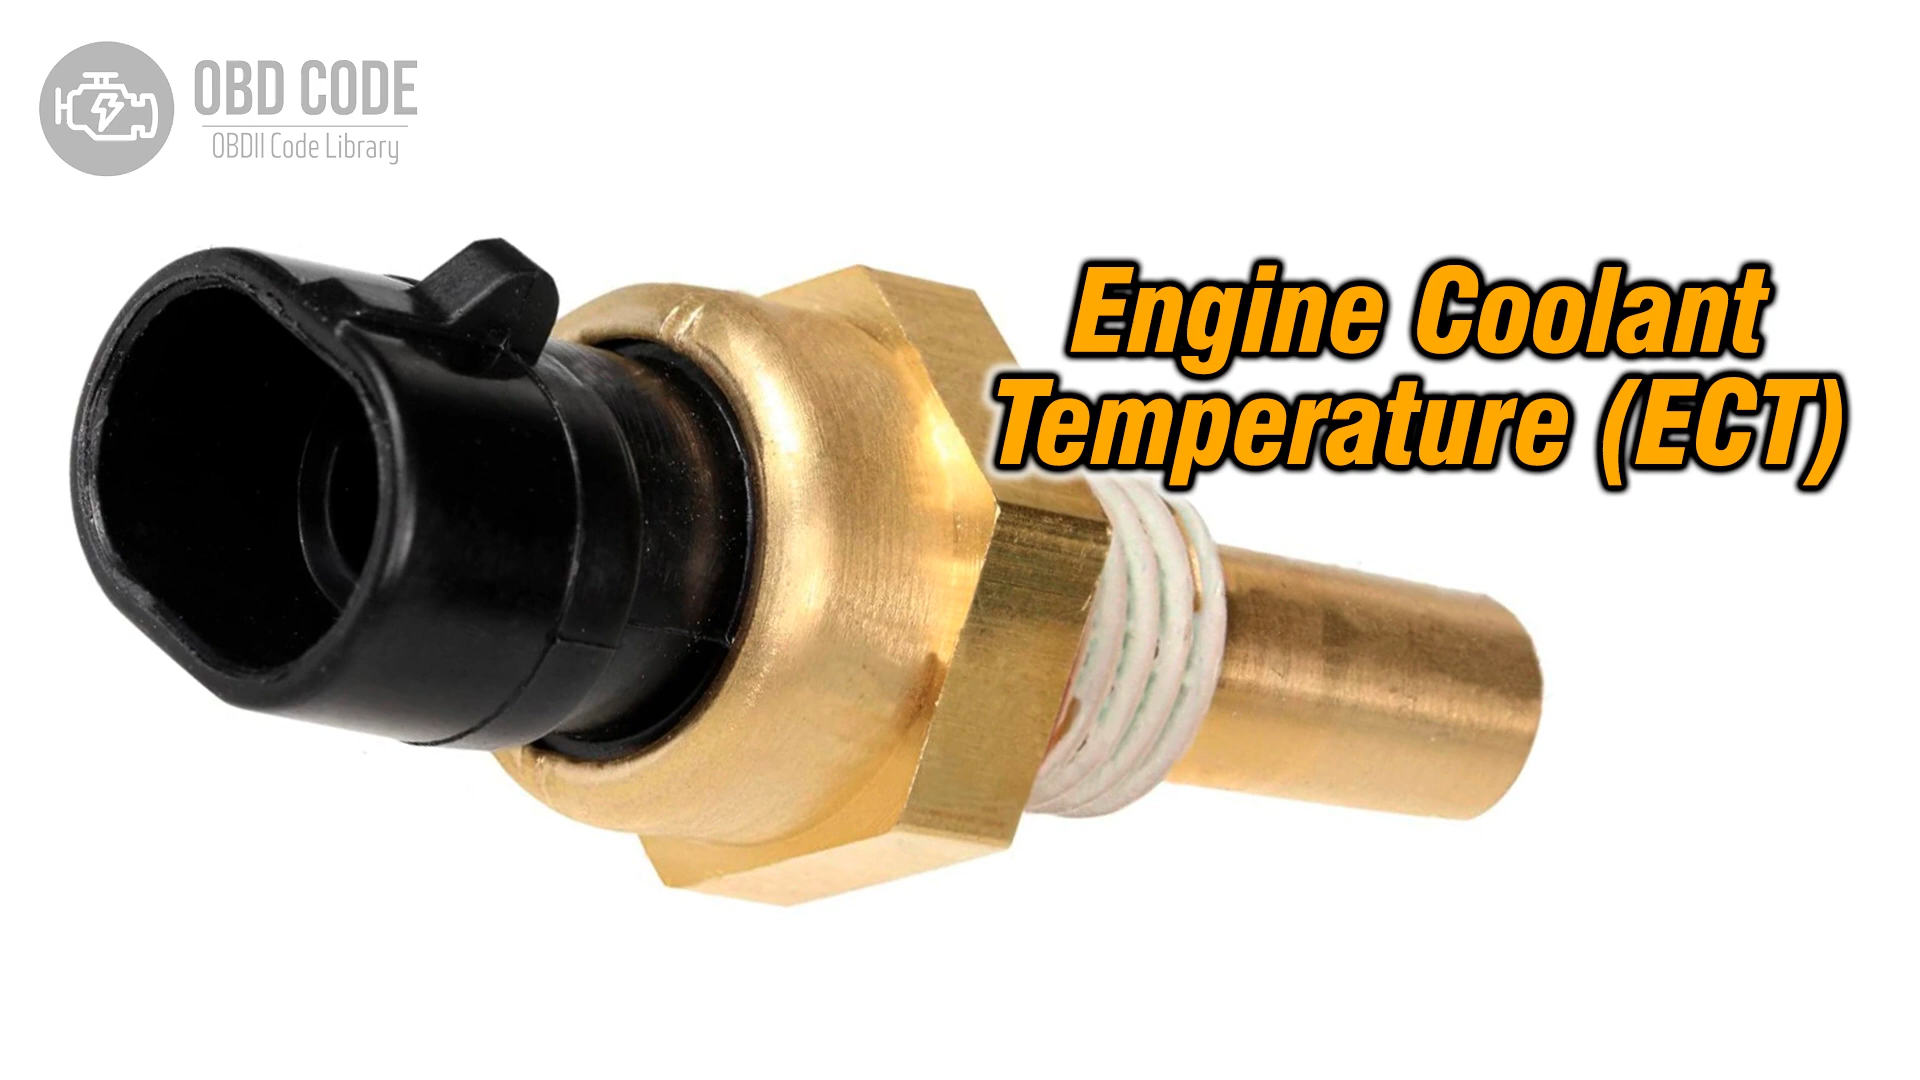 OBD CODE
OBDII Code Library
Engine Coolant
Temperature (ECT)